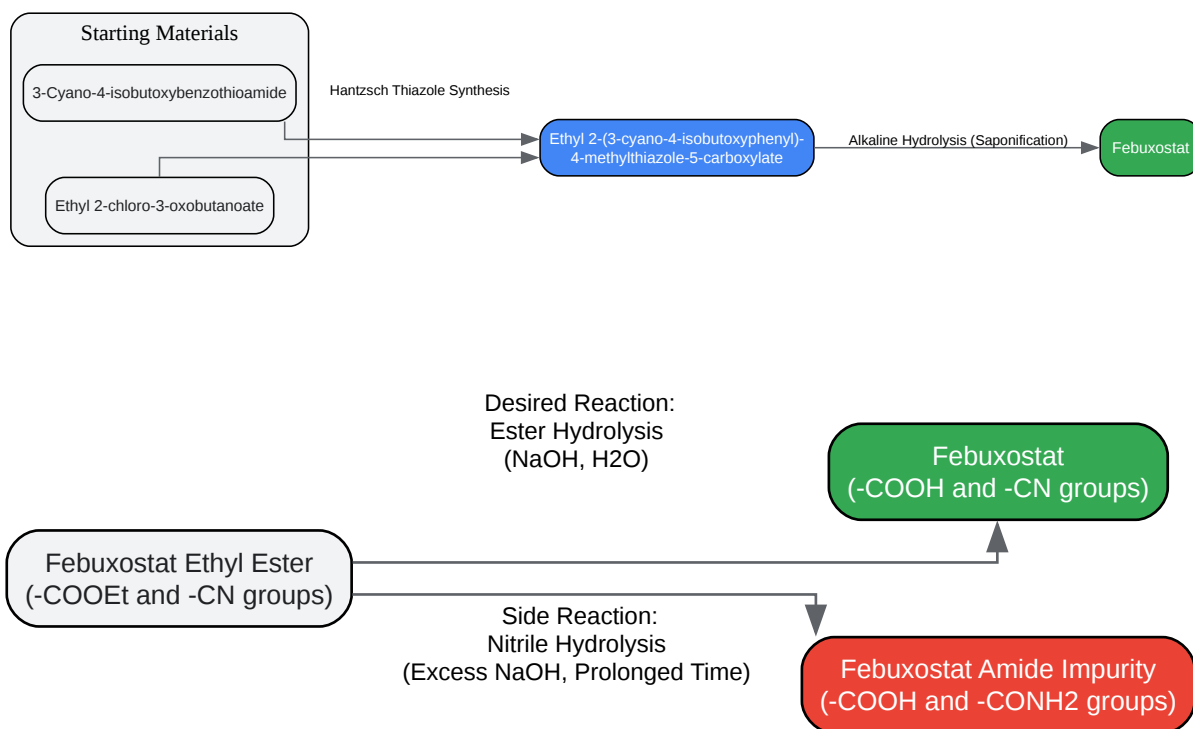 Starting Materials
3-Cyano-4-isobutoxybenzothioamide
Hantzsch Thiazole Synthesis
Ethyl 2-(3-cyano-4-isobutoxyphenyl)-
4-methylthiazole-5-carboxylate
Alkaline Hydrolysis (Saponification)
Febuxostat
Ethyl 2-chloro-3-oxobutanoate
Desired Reaction:
Ester Hydrolysis
(NaOH, H2O)
Febuxostat
(-COOH and -CN groups)
Febuxostat Ethyl Ester
(-COOEt and -CN groups)
Side Reaction:
Nitrile Hydrolysis
(Excess NaOH, Prolonged Time)
Febuxostat Amide Impurity
(-COOH and -CONH2 groups)